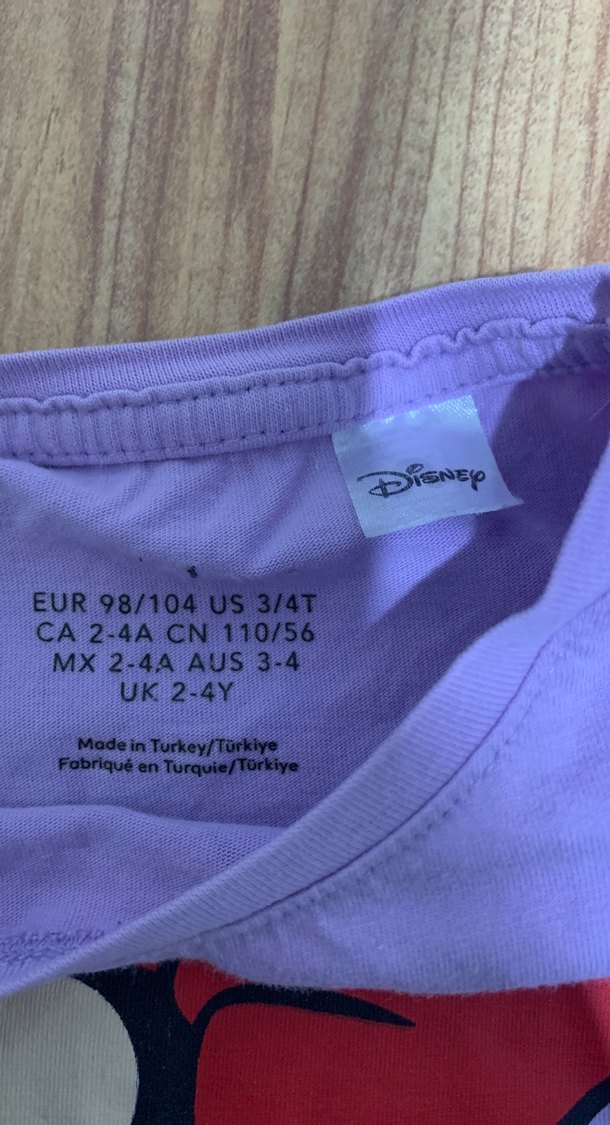 Disney
EUR 98/104 US 3/4T
CA 2-4A CN 110/56
MX 2-4A AUS 3-4
UK 2-4Y
Made in Turkey/Türkiye
Fabriqué en Turquie/Türkiye